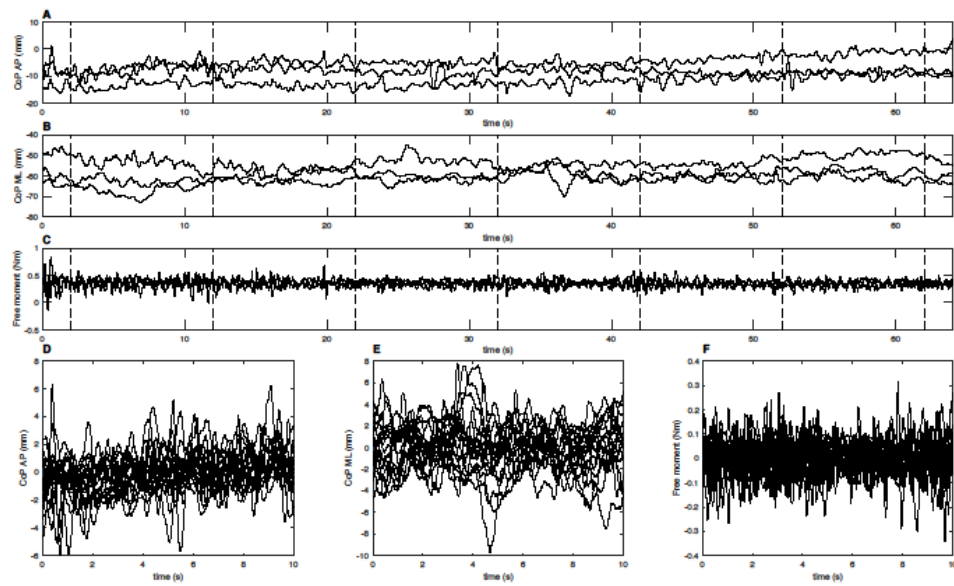 A
10
0
-10
-20
CoP AP (mm)
0 10 20 30 40 50 60
time (s)
B
-40
-50
-60
-70
-80
CoP ML (mm)
0 10 20 30 40 50 60
time (s)
C
1
0.5
0
-0.5
Free moment (Nm)
0 10 20 30 40 50 60
time (s)
D
8
6
4
2
0
-2
-4
-6
CoP AP (mm)
0 2 4 6 8 10
time (s)
E
8
6
4
2
0
-2
-4
-6
-8
-10
CoP ML (mm)
0 2 4 6 8 10
time (s)
F
0.4
0.3
0.2
0.1
0
-0.1
-0.2
-0.3
-0.4
Free moment (Nm)
0 2 4 6 8 10
time (s)